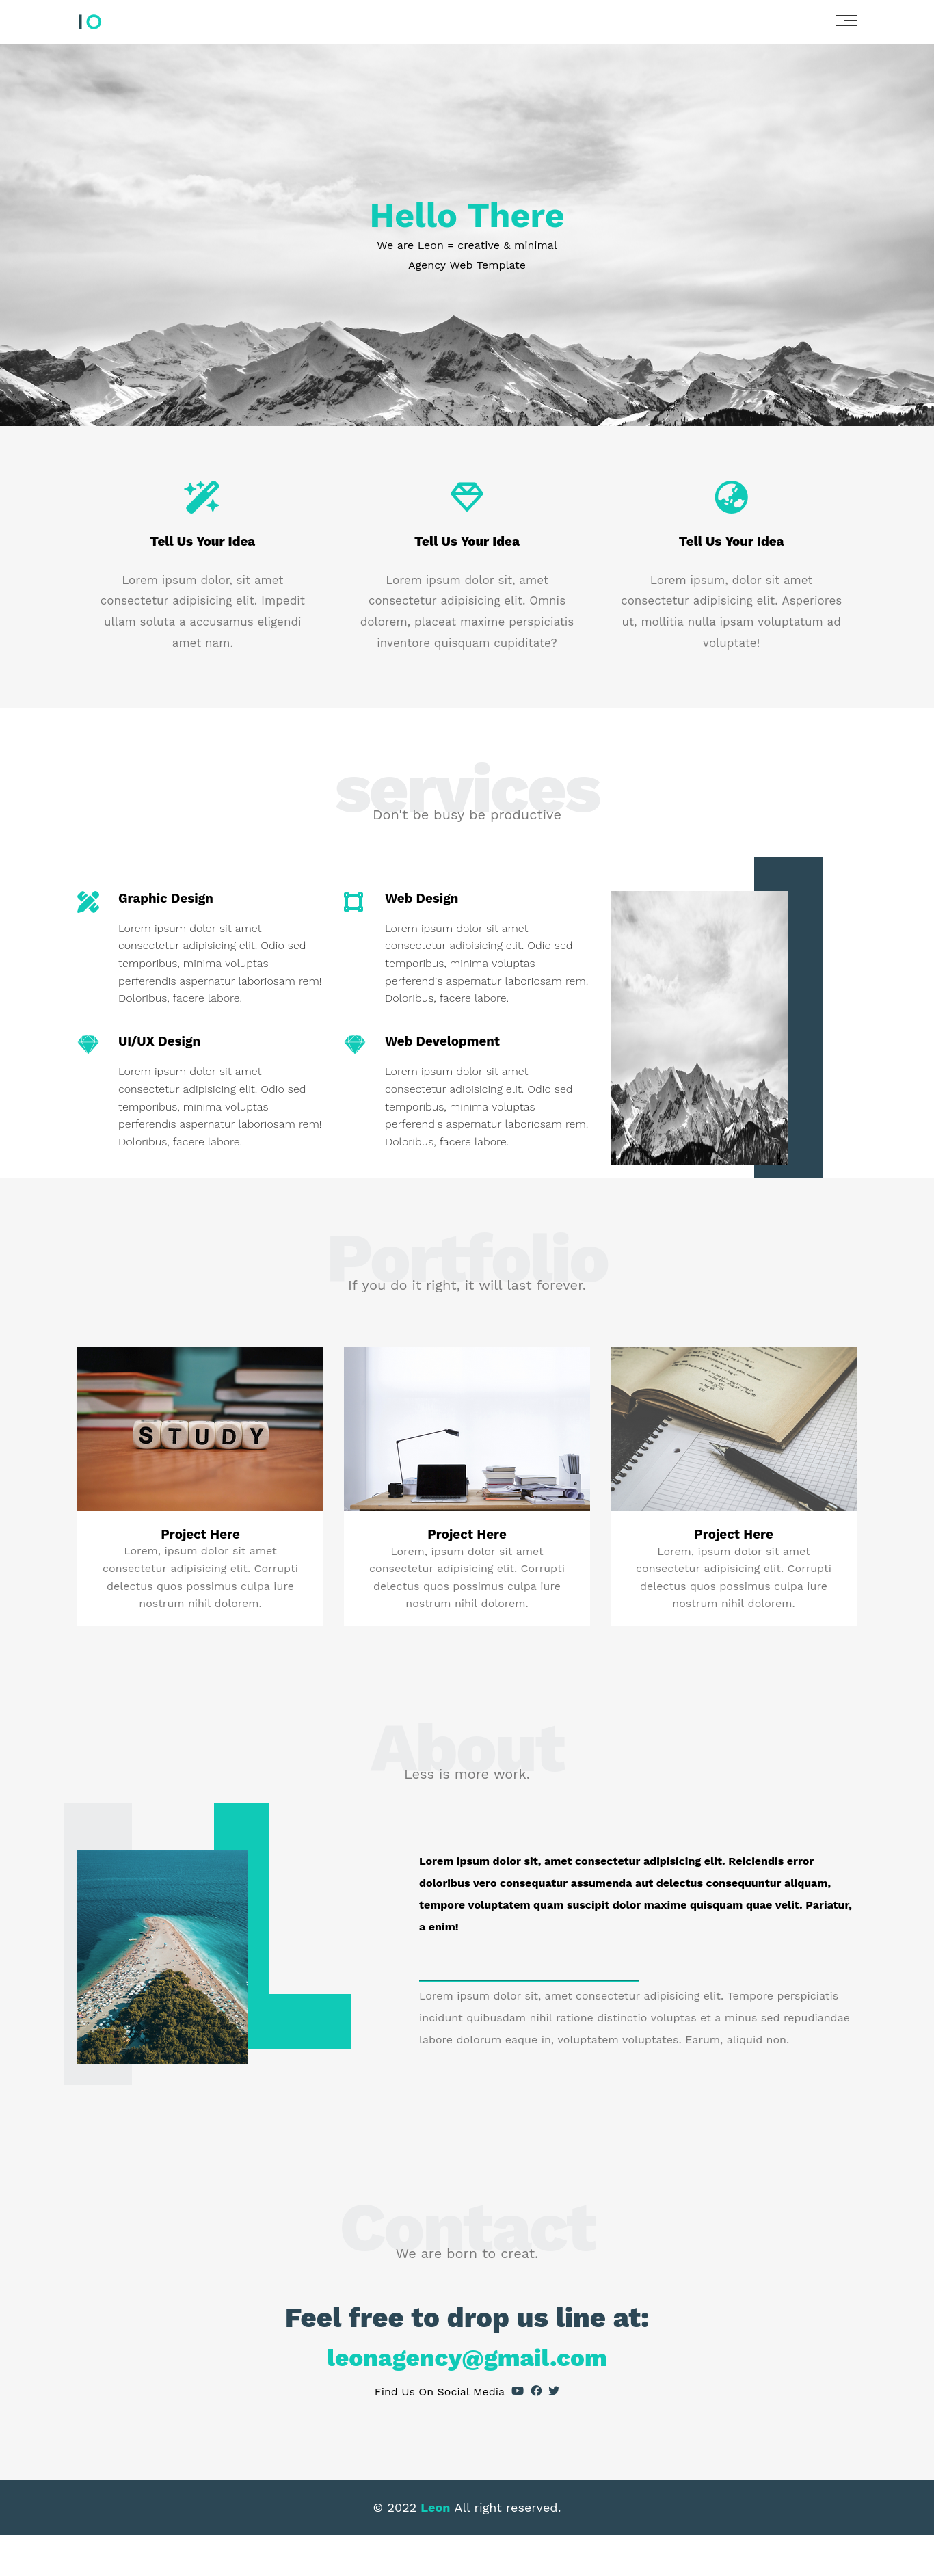 IO
Hello There
We are Leon = creative & minimal
Agency Web Template
Tell Us Your Idea
Lorem ipsum dolor, sit amet
consectetur adipisicing elit. Impedit
ullam soluta a accusamus eligendi
amet nam.
Tell Us Your Idea
Lorem ipsum dolor sit, amet
consectetur adipisicing elit. Omnis
dolorem, placeat maxime perspiciatis
inventore quisquam cupiditate?
Tell Us Your Idea
Lorem ipsum, dolor sit amet
consectetur adipisicing elit. Asperiores
ut, mollitia nulla ipsam voluptatum ad
voluptate!
services
Don't be busy be productive
Graphic Design
Lorem ipsum dolor sit amet
consectetur adipisicing elit. Odio sed
temporibus, minima voluptas
perferendis aspernatur laboriosam rem!
Doloribus, facere labore.
Web Design
Lorem ipsum dolor sit amet
consectetur adipisicing elit. Odio sed
temporibus, minima voluptas
perferendis aspernatur laboriosam rem!
Doloribus, facere labore.
UI/UX Design
Lorem ipsum dolor sit amet
consectetur adipisicing elit. Odio sed
temporibus, minima voluptas
perferendis aspernatur laboriosam rem!
Doloribus, facere labore.
Web Development
Lorem ipsum dolor sit amet
consectetur adipisicing elit. Odio sed
temporibus, minima voluptas
perferendis aspernatur laboriosam rem!
Doloribus, facere labore.
Portfolio
If you do it right, it will last forever.
STUDY
Project Here
Lorem, ipsum dolor sit amet
consectetur adipisicing elit. Corrupti
delectus quos possimus culpa iure
nostrum nihil dolorem.
Project Here
Lorem, ipsum dolor sit amet
consectetur adipisicing elit. Corrupti
delectus quos possimus culpa iure
nostrum nihil dolorem.
Project Here
Lorem, ipsum dolor sit amet
consectetur adipisicing elit. Corrupti
delectus quos possimus culpa iure
nostrum nihil dolorem.
About
Less is more work.
Lorem ipsum dolor sit, amet consectetur adipisicing elit. Reiciendis error
doloribus vero consequatur assumenda aut delectus consequuntur aliquam,
tempore voluptatem quam suscipit dolor maxime quisquam quae velit. Pariatur,
a enim!
Lorem ipsum dolor sit, amet consectetur adipisicing elit. Tempore perspiciatis
incidunt quibusdam nihil ratione distinctio voluptas et a minus sed repudiandae
labore dolorum eaque in, voluptatem voluptates. Earum, aliquid non.
Contact
We are born to creat.
Feel free to drop us line at:
leonagency@gmail.com
Find Us On Social Media
© 2022 Leon All right reserved.